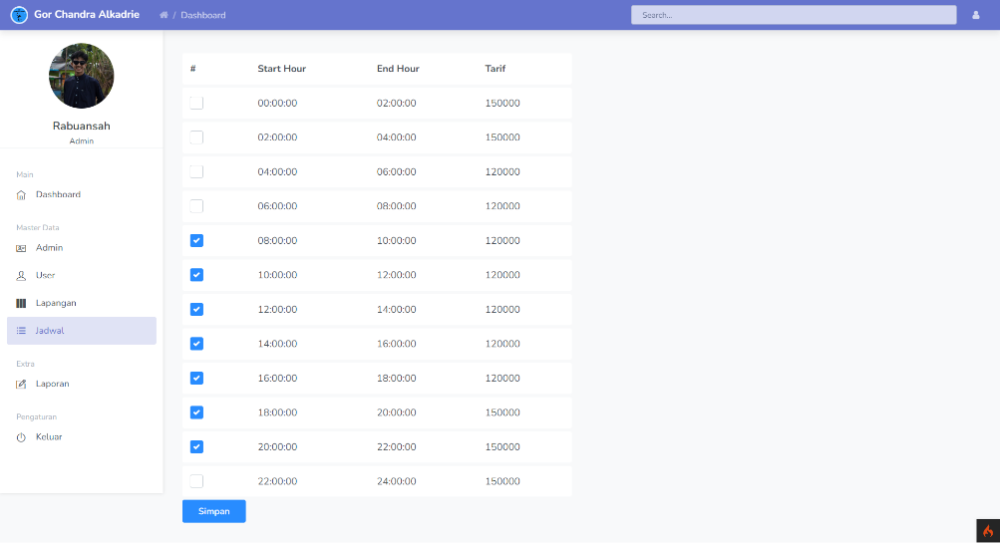 Gor Chandra Alkadrie
/ Dashboard
Search...
Rabuansah
Admin
Main
Dashboard
Master Data
Admin
User
Lapangan
Jadwal
Extra
Laporan
Pengaturan
Keluar
# Start Hour End Hour Tarif
00:00:00 02:00:00 150000
02:00:00 04:00:00 150000
04:00:00 06:00:00 120000
06:00:00 08:00:00 120000
08:00:00 10:00:00 120000
10:00:00 12:00:00 120000
12:00:00 14:00:00 120000
14:00:00 16:00:00 120000
16:00:00 18:00:00 120000
18:00:00 20:00:00 150000
20:00:00 22:00:00 150000
22:00:00 24:00:00 150000
Simpan